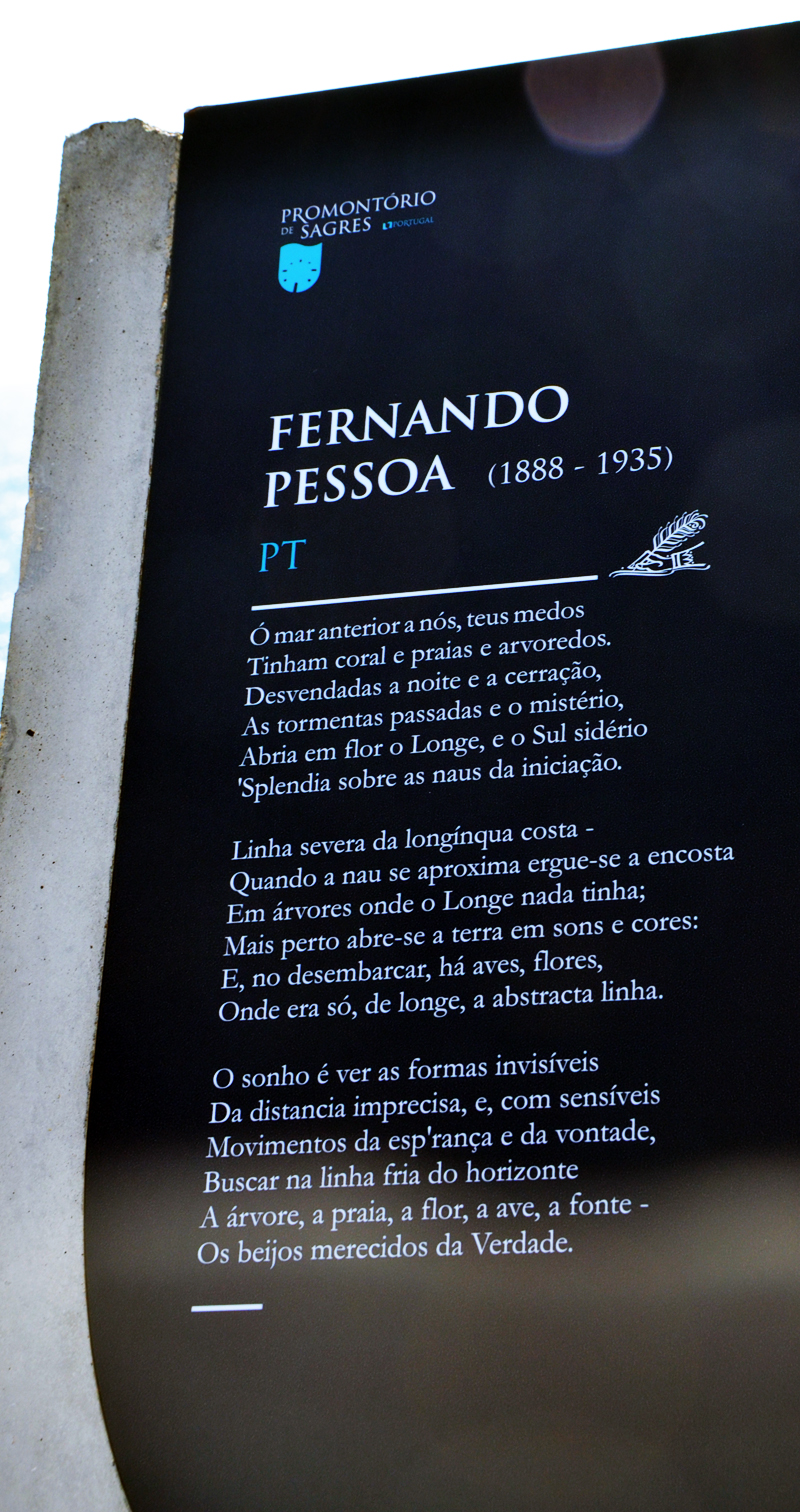 PROMONTÓRIO
DE SAGRES PORTUGAL
FERNANDO
PESSOA (1888 - 1935)
PT
Ó mar anterior a nós, teus medos
Tinham coral e praias e arvoredos.
Desvendadas a noite e a cerração,
As tormentas passadas e o mistério,
Abria em flor o Longe, e o Sul sidério
'Splendia sobre as naus da iniciação.
Linha severa da longínqua costa -
Quando a nau se aproxima ergue-se a encosta
Em árvores onde o Longe nada tinha;
Mais perto abre-se a terra em sons e cores:
E, no desembarcar, há aves, flores,
Onde era só, de longe, a abstracta linha.
O sonho é ver as formas invisíveis
Da distancia imprecisa, e, com sensíveis
Movimentos da esp'rança e da vontade,
Buscar na linha fria do horizonte
A árvore, a praia, a flor, a ave, a fonte -
Os beijos merecidos da Verdade.